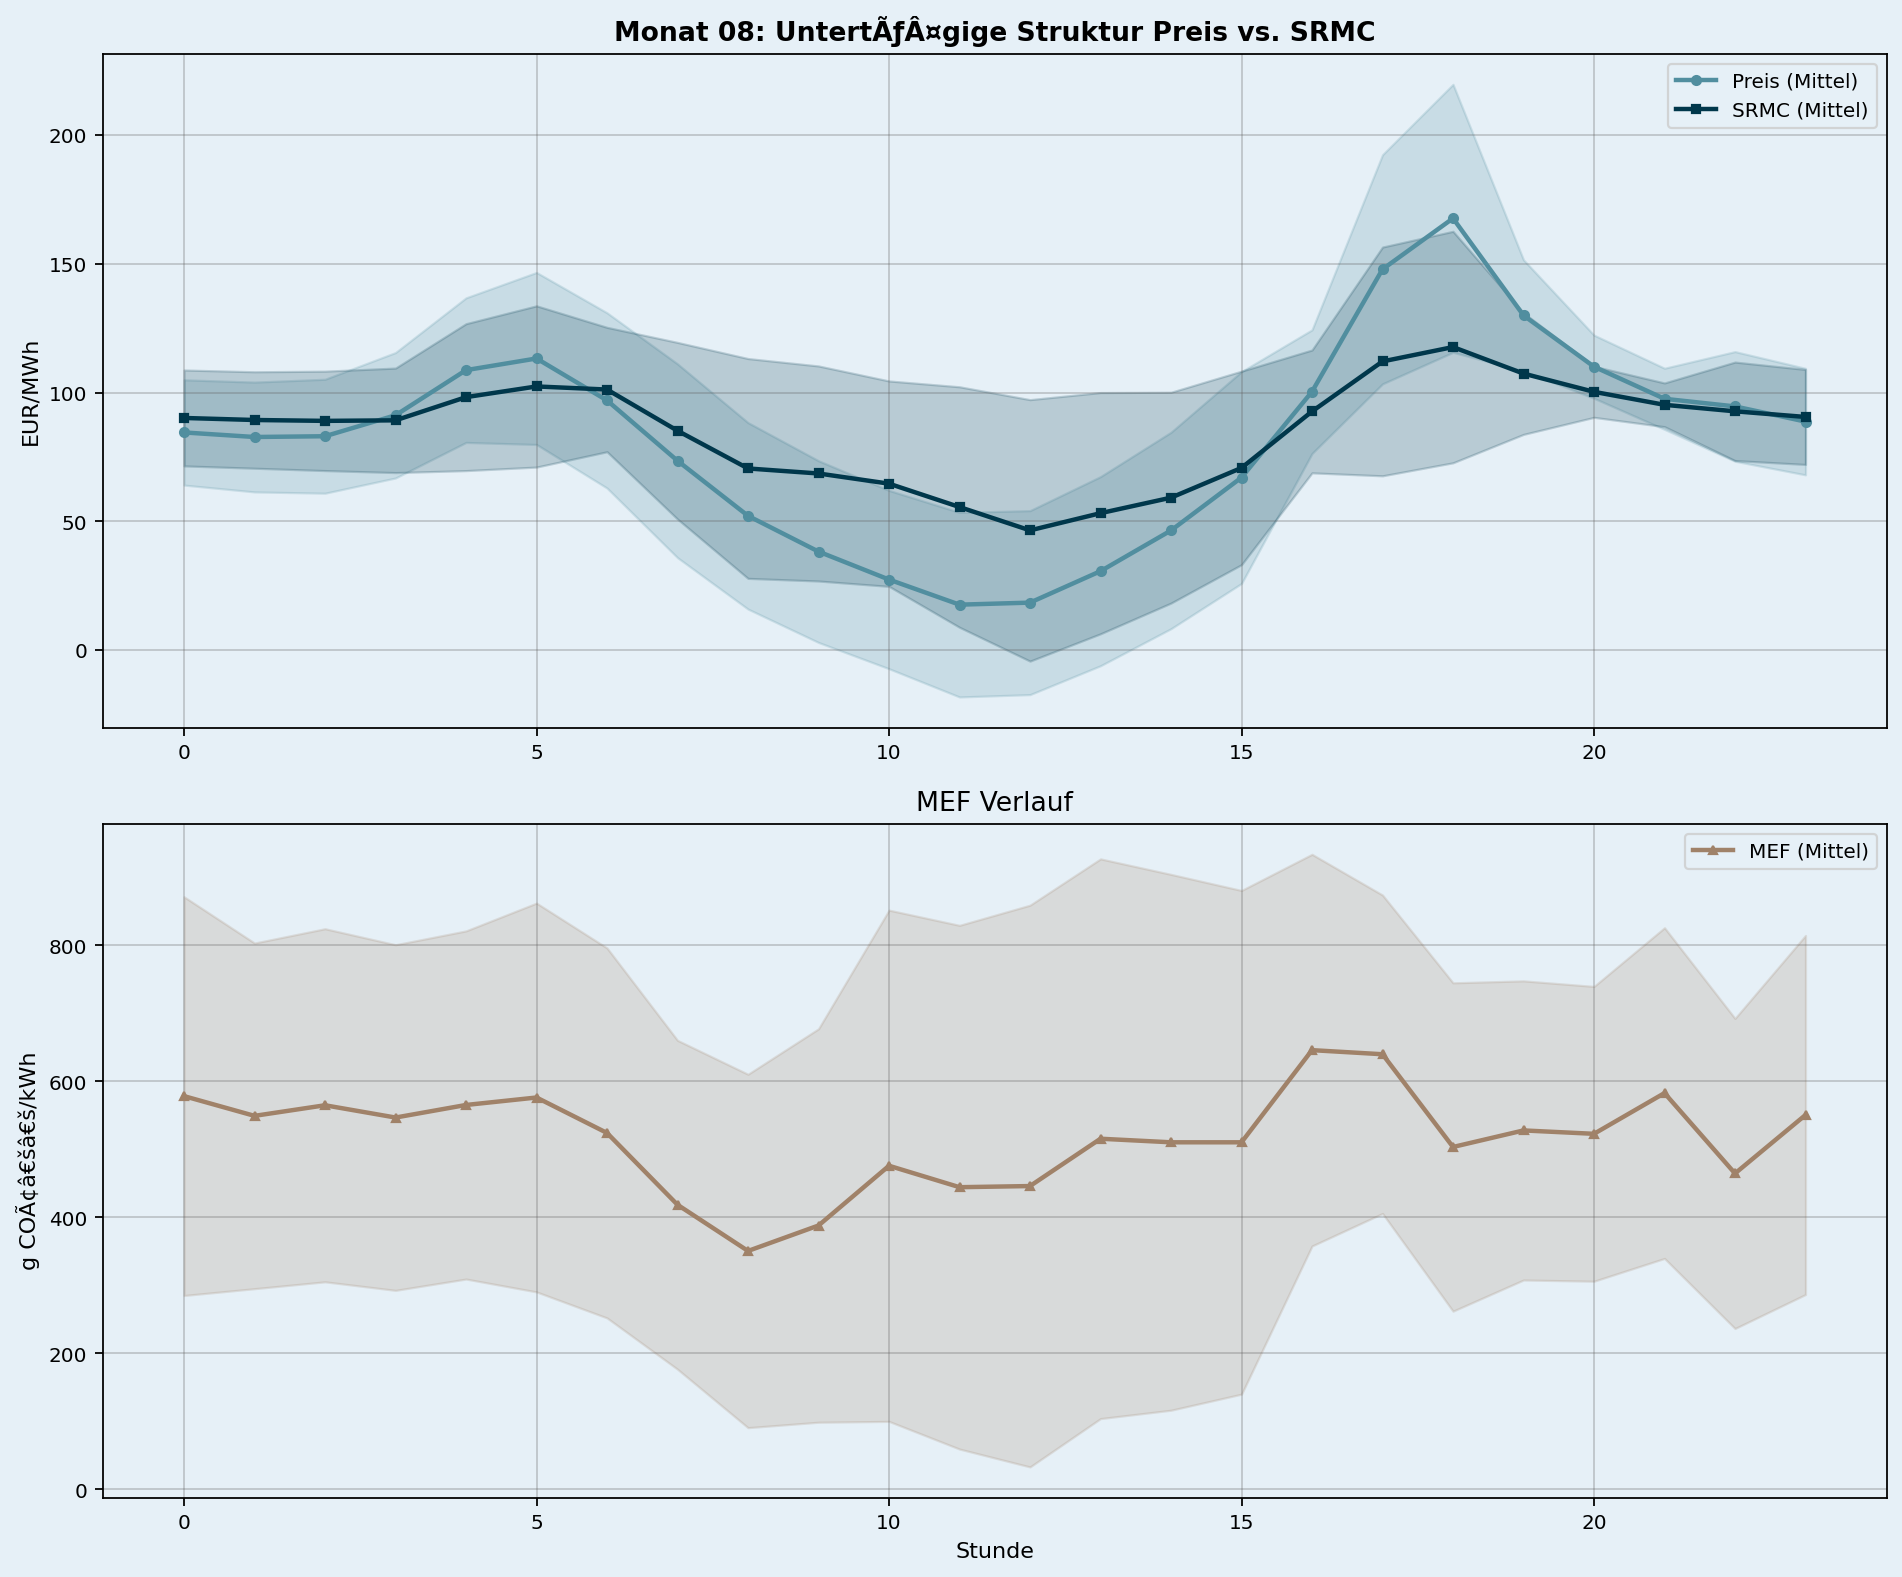 Monat 08: UntertÃƒÂ¤gige Struktur Preis vs. SRMC
Preis (Mittel)
SRMC (Mittel)
EUR/MWh
200
150
100
50
0
0 5 10 15 20
MEF Verlauf
MEF (Mittel)
g COÃ¢â€šâ€š/kWh
800
600
400
200
0
0 5 10 15 20
Stunde